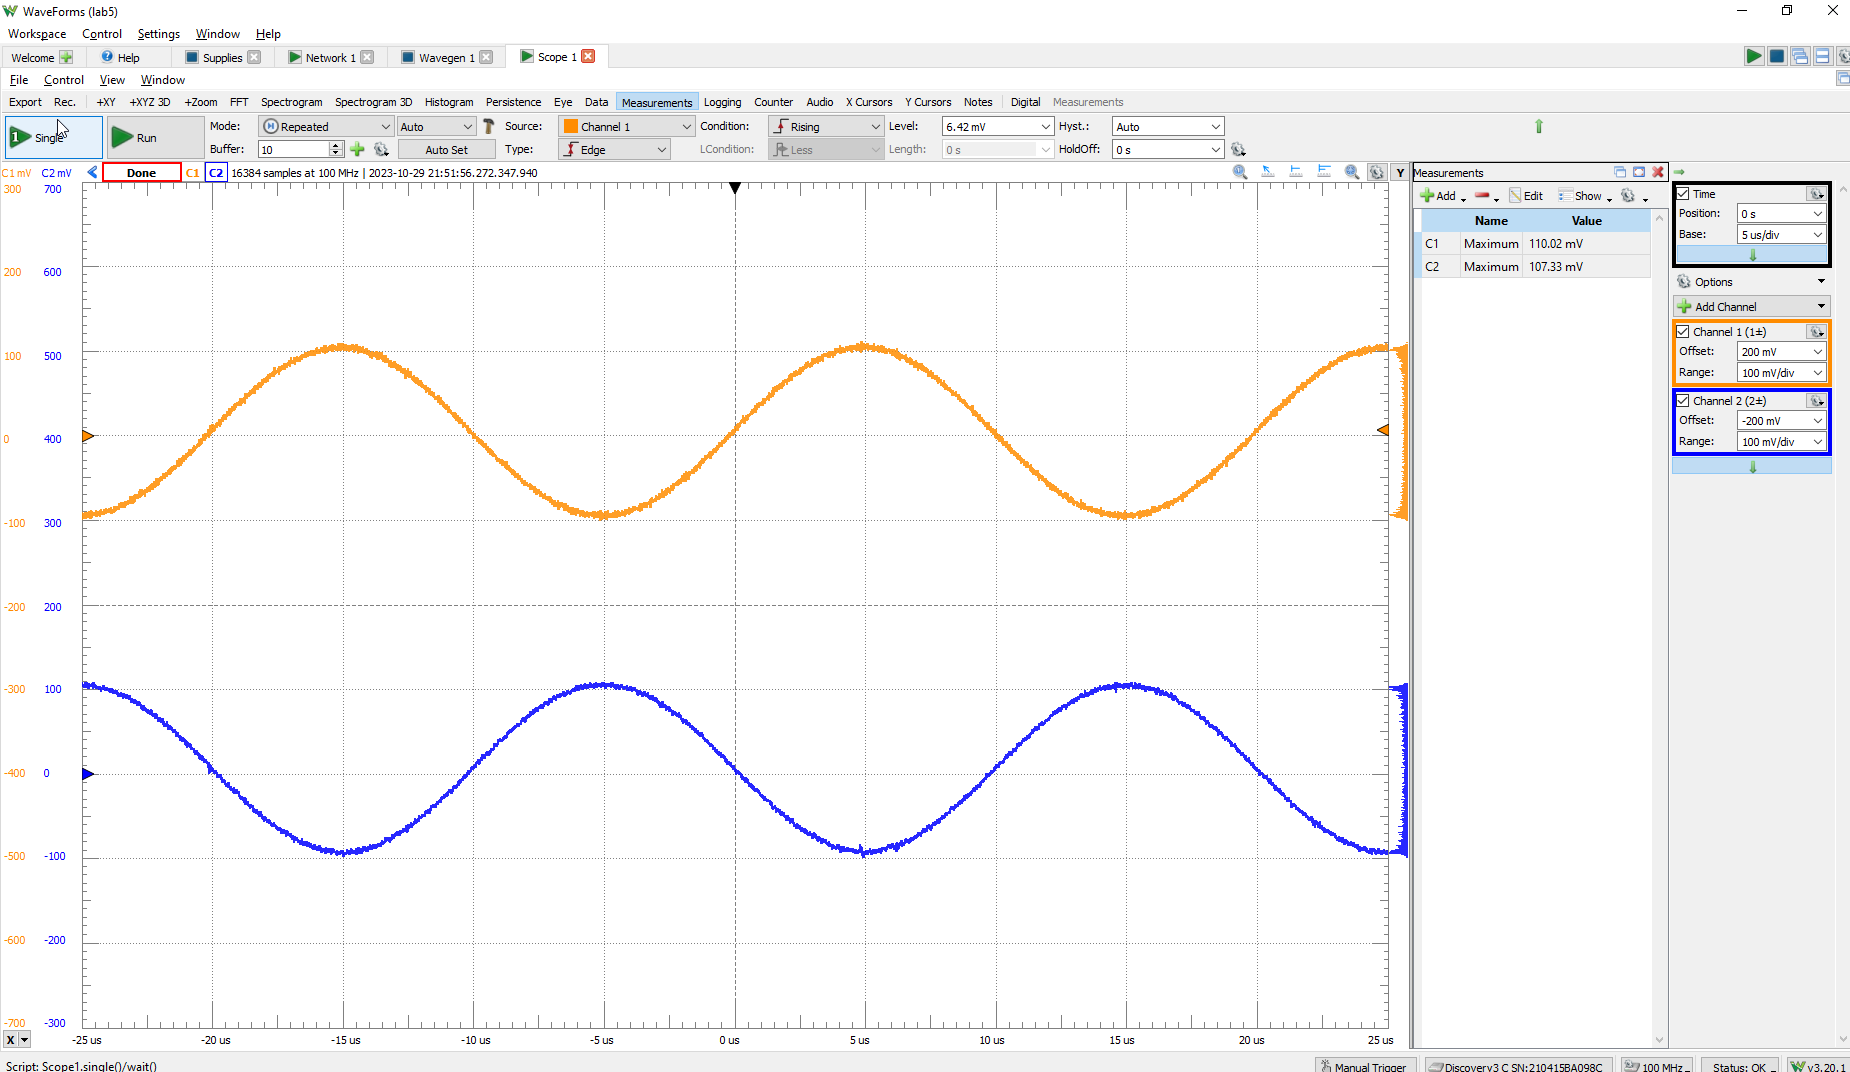 WaveForms (lab5)
Workspace Control Settings Window Help
Welcome Help Supplies Network 1 Wavegen 1 Scope 1
File Control View Window
Export Rec. +XY +XYZ 3D +Zoom FFT Spectrogram Spectrogram 3D Histogram Persistence Eye Data Measurements Logging Counter Audio X Cursors Y Cursors Notes Digital Measurements
Single Run Mode: Repeated Auto Source: Channel 1 Condition: Rising Level: 6.42 mV Hyst.: Auto
Buffer: 10 Auto Set Type: Edge LCondition: Less Length: 0 s HoldOff: 0 s
C1 mV C2 mV Done C1 C2 16384 samples at 100 MHz | 2023-10-29 21:51:56.272.347.940 Y
300 700
200 600
100 500
0 400
-100 300
-200 200
-300 100
-400 0
-500 -100
-600 -200
-700 -300
X -25 us -20 us -15 us -10 us -5 us 0 us 5 us 10 us 15 us 20 us 25 us
Measurements
Add Edit Show
Name Value
C1 Maximum 110.02 mV
C2 Maximum 107.33 mV
Time
Position: 0 s
Base: 5 us/div
Options
Add Channel
Channel 1 (1±)
Offset: 200 mV
Range: 100 mV/div
Channel 2 (2±)
Offset: -200 mV
Range: 100 mV/div
Script: Scope1.single()/wait() Manual Trigger Discovery3 C SN:210415BA098C 100 MHz Status: OK v3.20.1